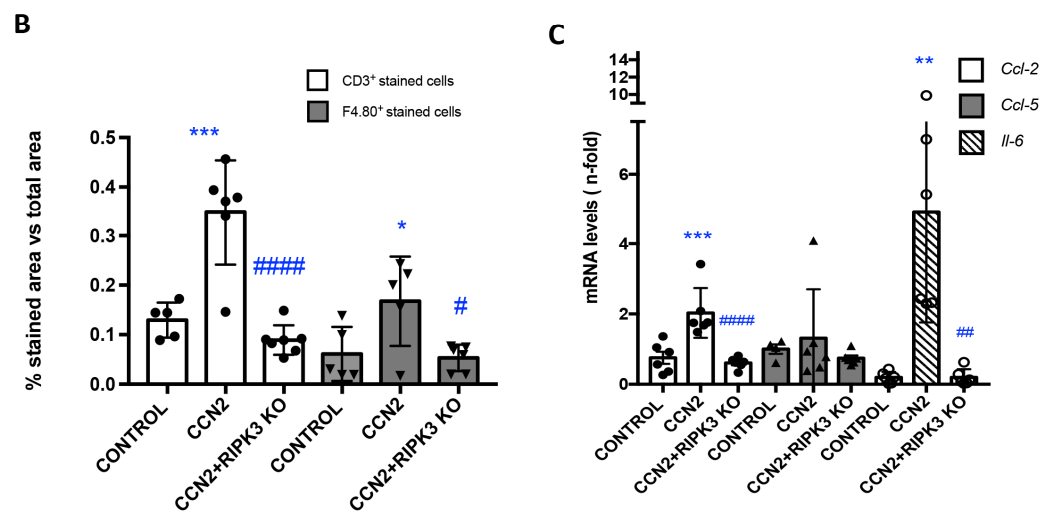 B
CD3+ stained cells
F4.80+ stained cells
% stained area vs total area
0.5
0.4
0.3
0.2
0.1
0.0
***
####
*
#
CONTROL
CCN2
CCN2+RIPK3 KO
CONTROL
CCN2
CCN2+RIPK3 KO
C
Ccl-2
Ccl-5
Il-6
mRNA levels ( n-fold)
14
12
10
6
4
2
0
***
####
**
##
CONTROL
CCN2
CCN2+RIPK3 KO
CONTROL
CCN2
CCN2+RIPK3 KO
CONTROL
CCN2
CCN2+RIPK3 KO